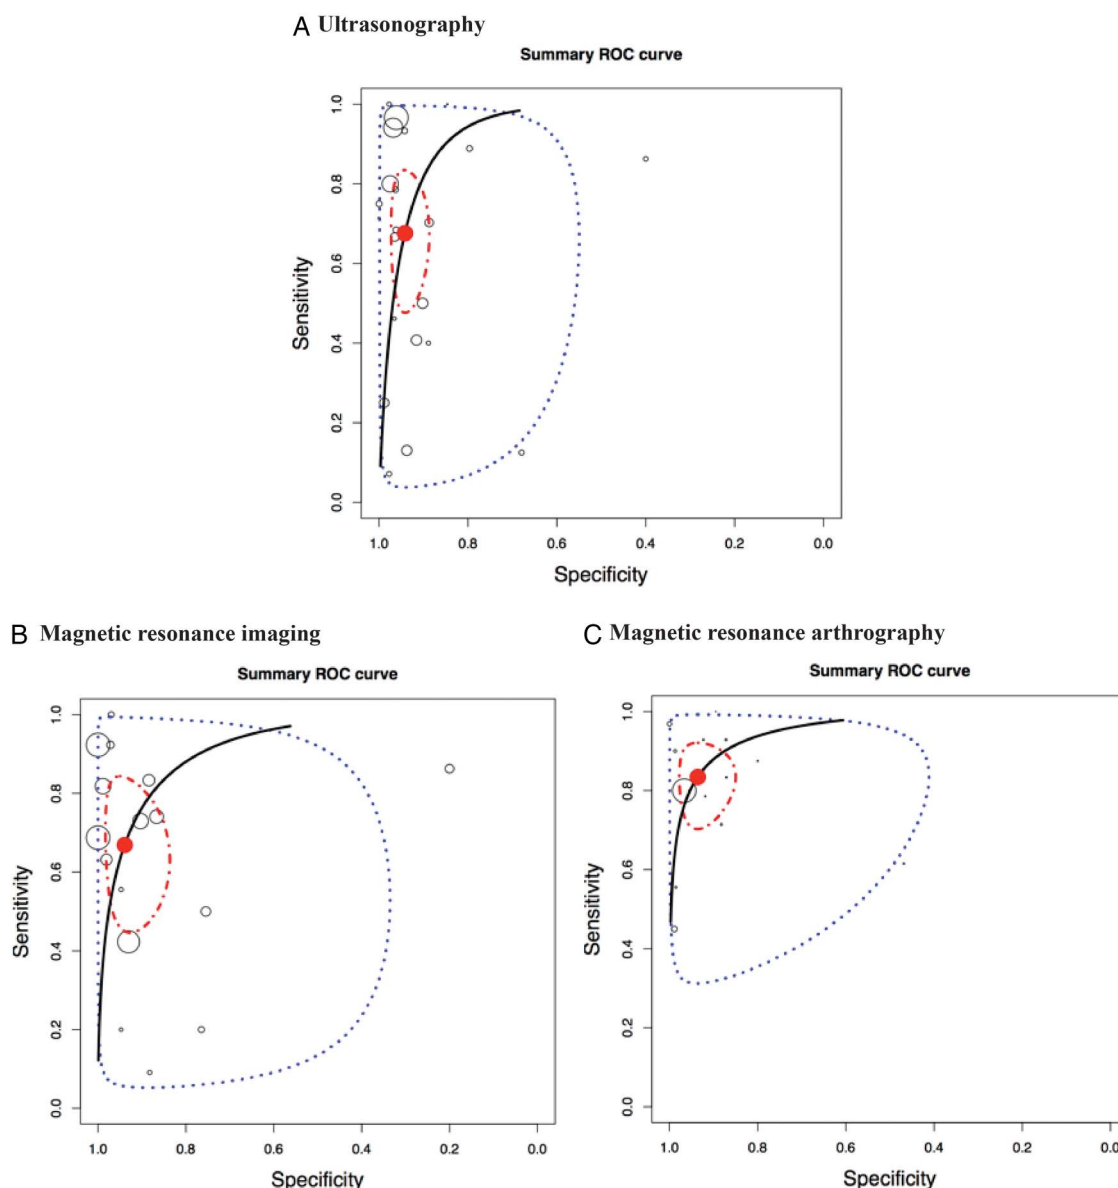 A Ultrasonography
Summary ROC curve
1.0
0.8
0.6
0.4
0.2
0.0
Sensitivity
1.0 0.8 0.6 0.4 0.2 0.0
Specificity
B Magnetic resonance imaging
Summary ROC curve
1.0
0.8
0.6
0.4
0.2
0.0
Sensitivity
1.0 0.8 0.6 0.4 0.2 0.0
Specificity
C Magnetic resonance arthrography
Summary ROC curve
1.0
0.8
0.6
0.4
0.2
0.0
Sensitivity
1.0 0.8 0.6 0.4 0.2 0.0
Specificity